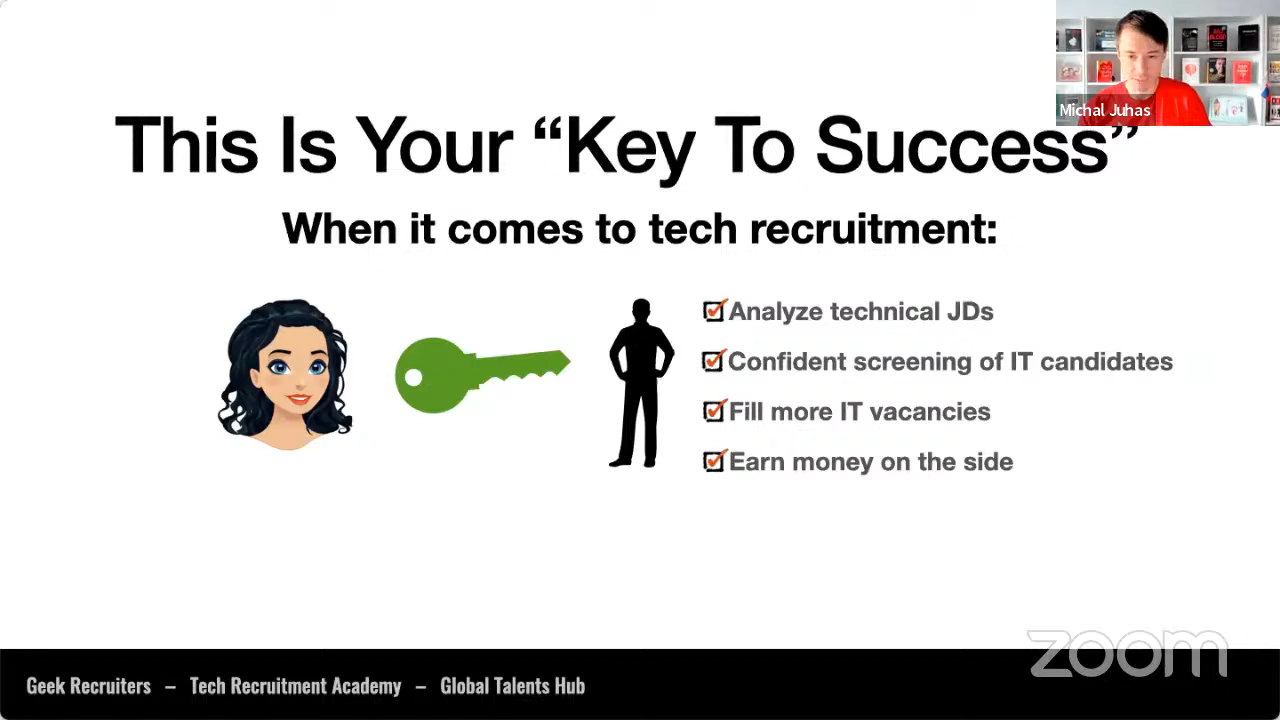 Michal Juhas
This Is Your “Key To Success”
When it comes to tech recruitment:
Analyze technical JDs
Confident screening of IT candidates
Fill more IT vacancies
Earn money on the side
zoom
Geek Recruiters – Tech Recruitment Academy – Global Talents Hub